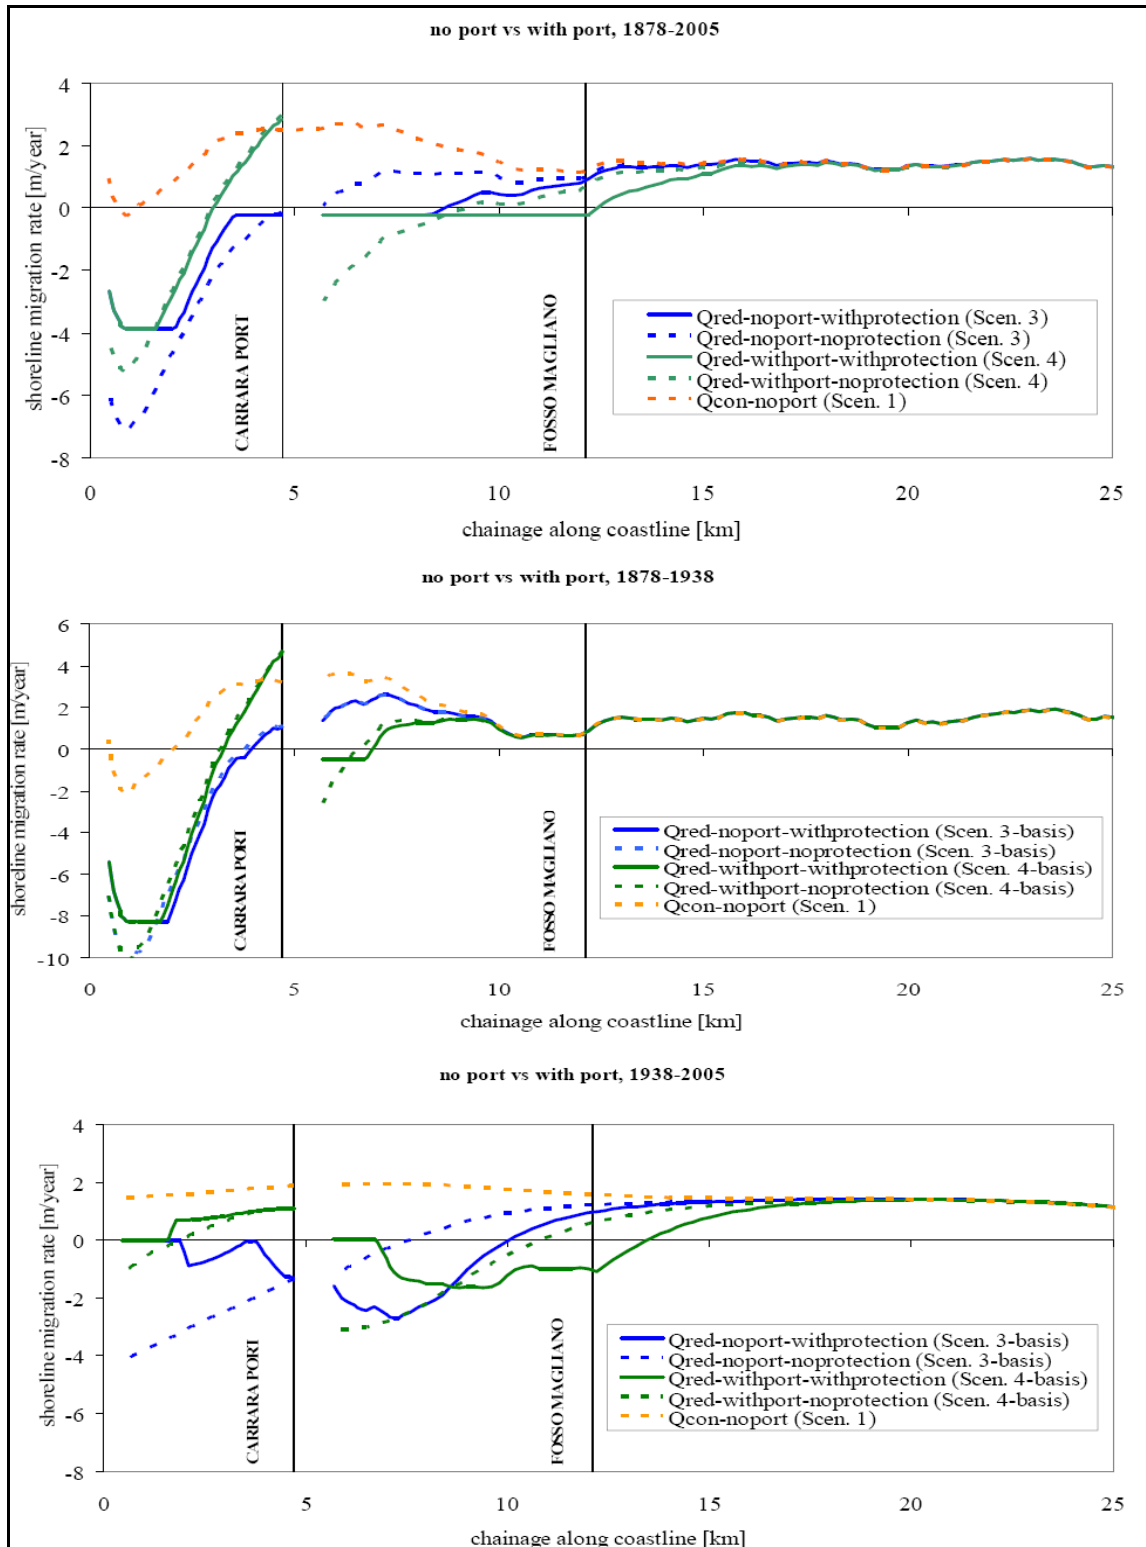 no port vs with port, 1878-2005
4
2
0
-2
-4
-6
-8
shoreline migration rate [m/year]
CARRARA PORT
FOSSO MAGLIANO
Qred-noport-withprotection (Scen. 3)
Qred-noport-noprotection (Scen. 3)
Qred-withport-withprotection (Scen. 4)
Qred-withport-noprotection (Scen. 4)
Qcon-noport (Scen. 1)
0 5 10 15 20 25
chainage along coastline [km]
no port vs with port, 1878-1938
6
4
2
0
-2
-4
-6
-8
-10
shoreline migration rate [m/year]
CARRARA PORT
FOSSO MAGLIANO
Qred-noport-withprotection (Scen. 3-basis)
Qred-noport-noprotection (Scen. 3-basis)
Qred-withport-withprotection (Scen. 4-basis)
Qred-withport-noprotection (Scen. 4-basis)
Qcon-noport (Scen. 1)
0 5 10 15 20 25
chainage along coastline [km]
no port vs with port, 1938-2005
4
2
0
-2
-4
-6
-8
shoreline migration rate [m/year]
CARRARA PORT
FOSSO MAGLIANO
Qred-noport-withprotection (Scen. 3-basis)
Qred-noport-noprotection (Scen. 3-basis)
Qred-withport-withprotection (Scen. 4-basis)
Qred-withport-noprotection (Scen. 4-basis)
Qcon-noport (Scen. 1)
0 5 10 15 20 25
chainage along coastline [km]